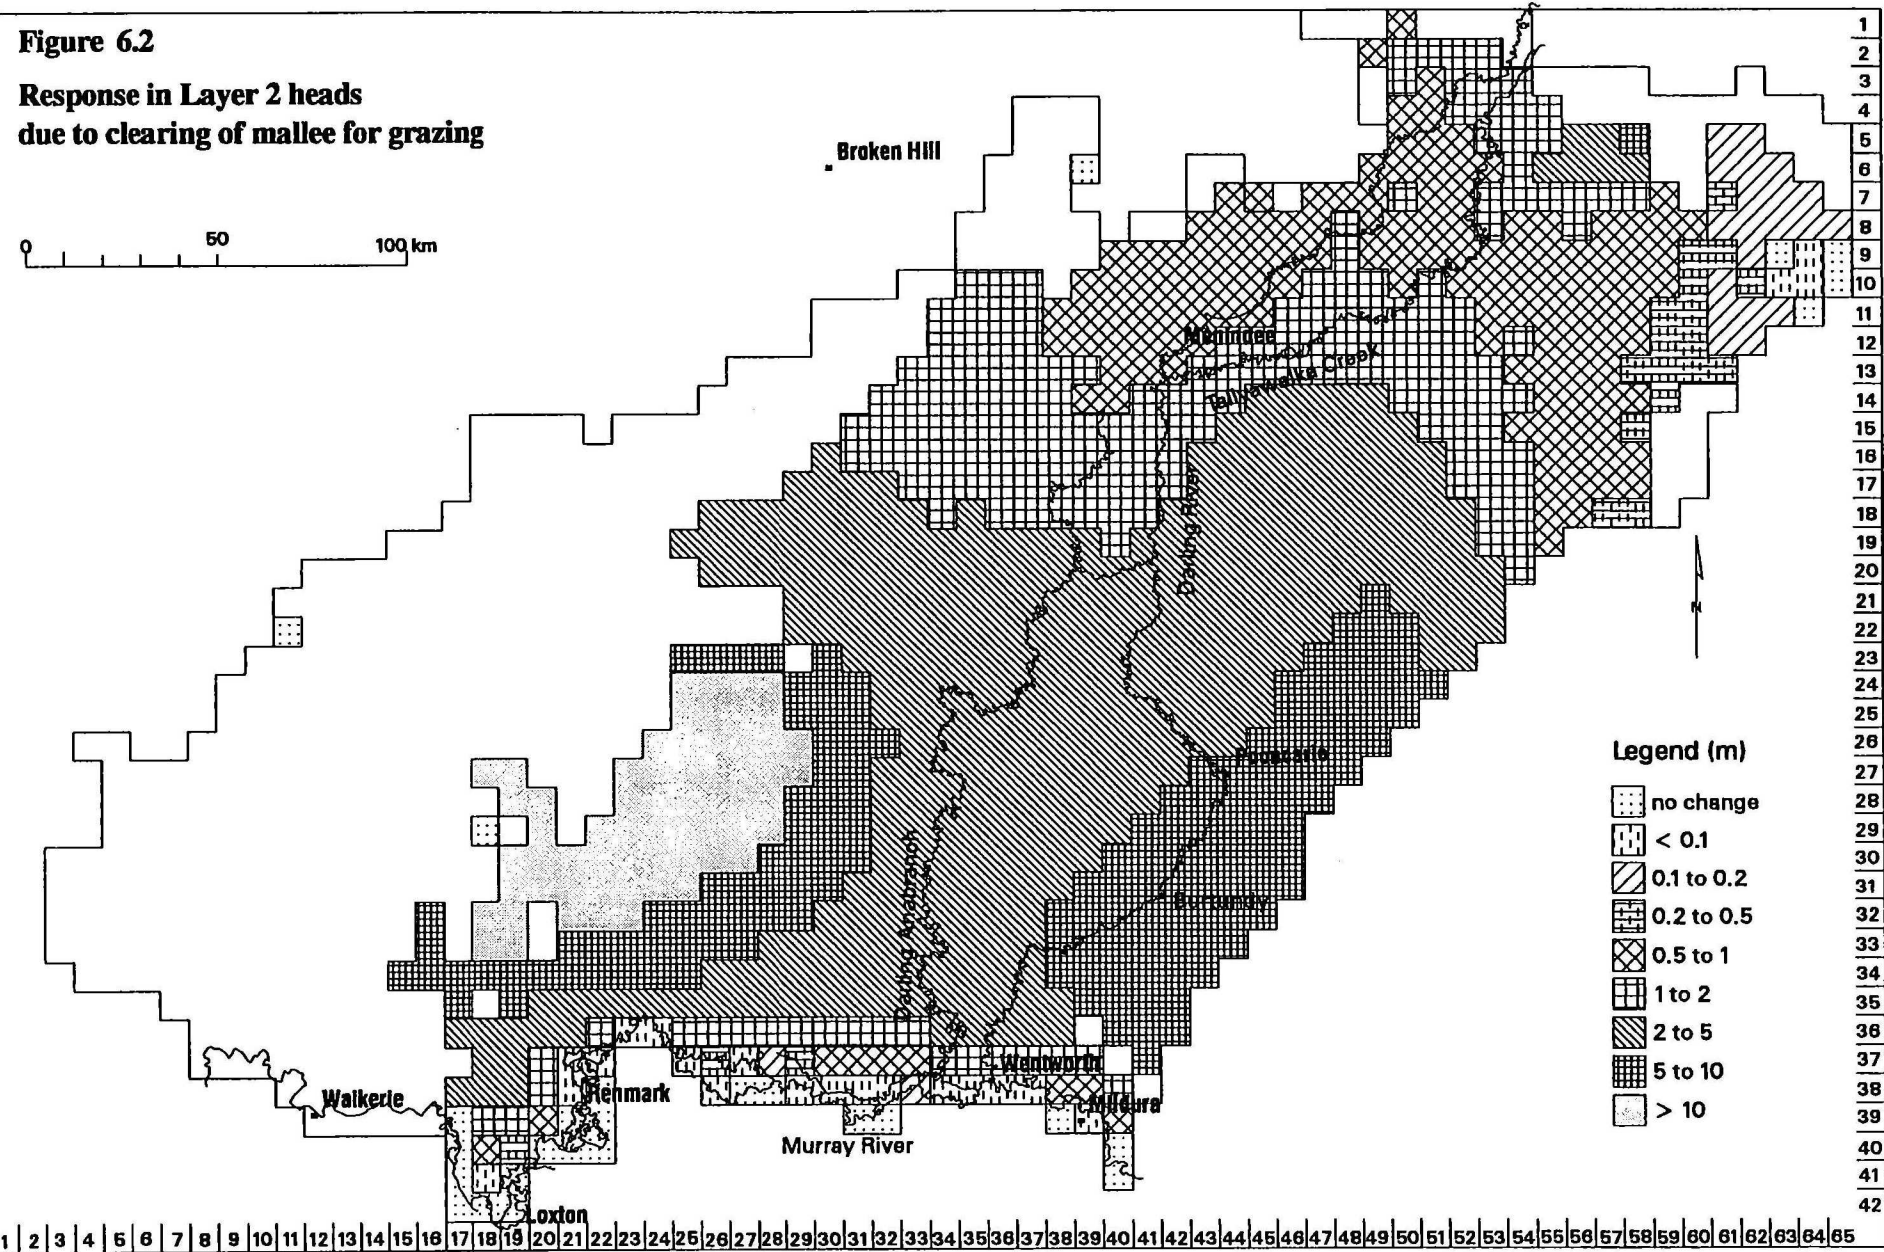 Figure 6.2
Response in Layer 2 heads
due to clearing of mallee for grazing
Broken Hill
0 50 100 km
Menindee
Tallyawalka Creek
Darling River
N
Pooncarie
Burtundy
Darling Anabranch
Wentworth
Renmark
Mildura
Waikerie
Murray River
Loxton
Legend (m)
no change
< 0.1
0.1 to 0.2
0.2 to 0.5
0.5 to 1
1 to 2
2 to 5
5 to 10
> 10
1
2
3
4
5
6
7
8
9
10
11
12
13
14
15
16
17
18
19
20
21
22
23
24
25
26
27
28
29
30
31
32
33
34
35
36
37
38
39
40
41
42
1 2 3 4 5 6 7 8 9 10 11 12 13 14 15 16 17 18 19 20 21 22 23 24 25 26 27 28 29 30 31 32 33 34 35 36 37 38 39 40 41 42 43 44 45 46 47 48 49 50 51 52 53 54 55 56 57 58 59 60 61 62 63 64 65